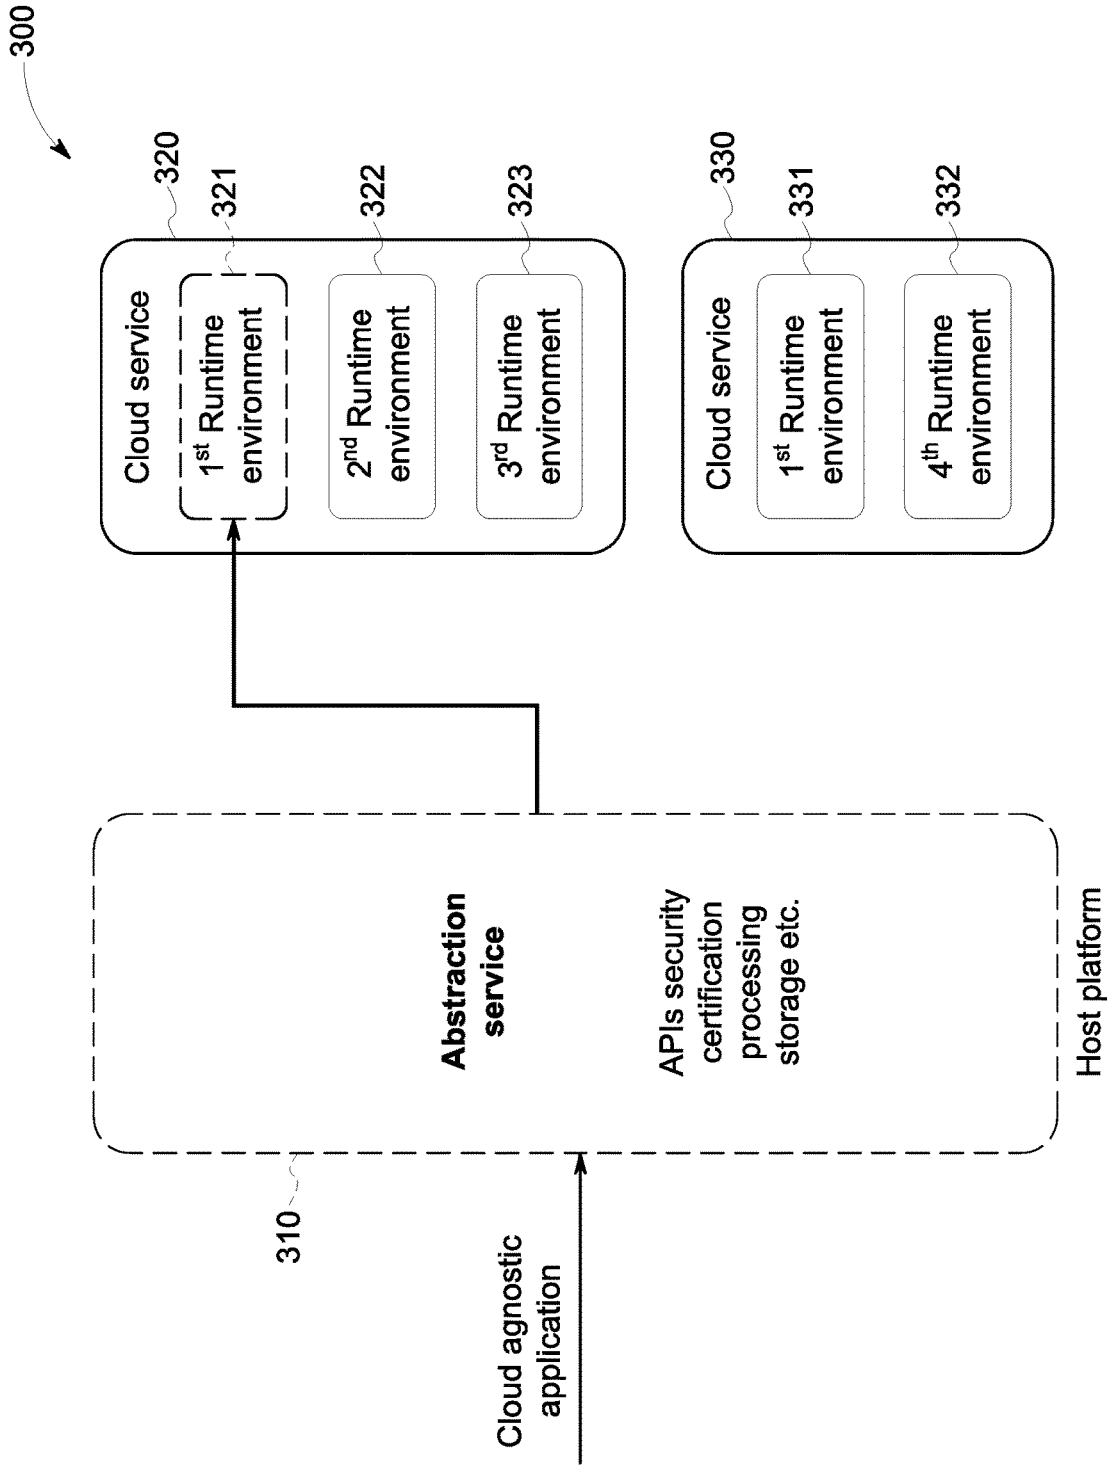 300
Cloud agnostic
application
310
Abstraction
service
APIs security
certification
processing
storage etc.
Host platform
320
Cloud service
321
1st Runtime
environment
322
2nd Runtime
environment
323
3rd Runtime
environment
330
Cloud service
331
1st Runtime
environment
332
4th Runtime
environment